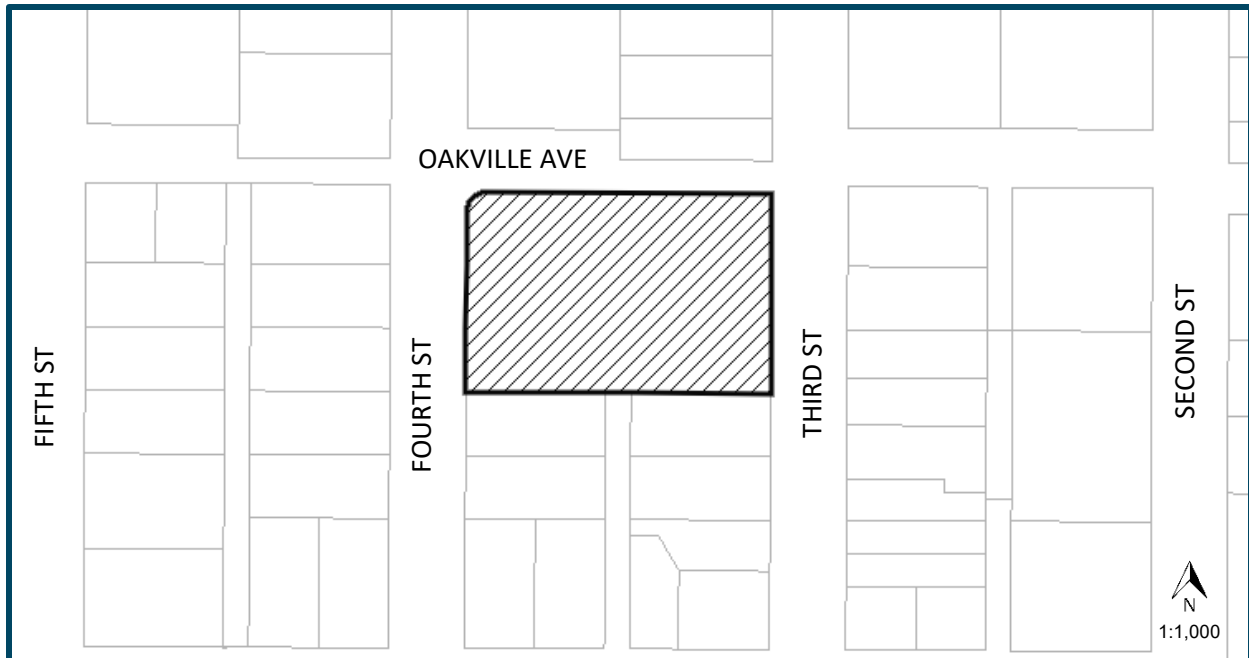 OAKVILLE AVE
FIFTH ST
FOURTH ST
THIRD ST
SECOND ST
N
1:1,000